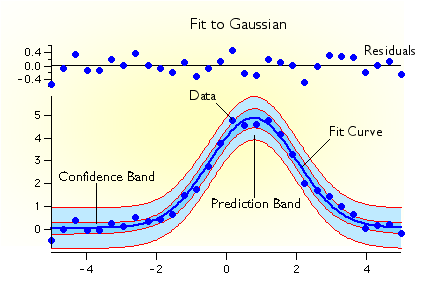 Fit to Gaussian
0.4
Residuals
0.0
-0.4
Data
5
Fit Curve
4
3
Confidence Band
2
Prediction Band
1
0
-4 -2 0 2 4